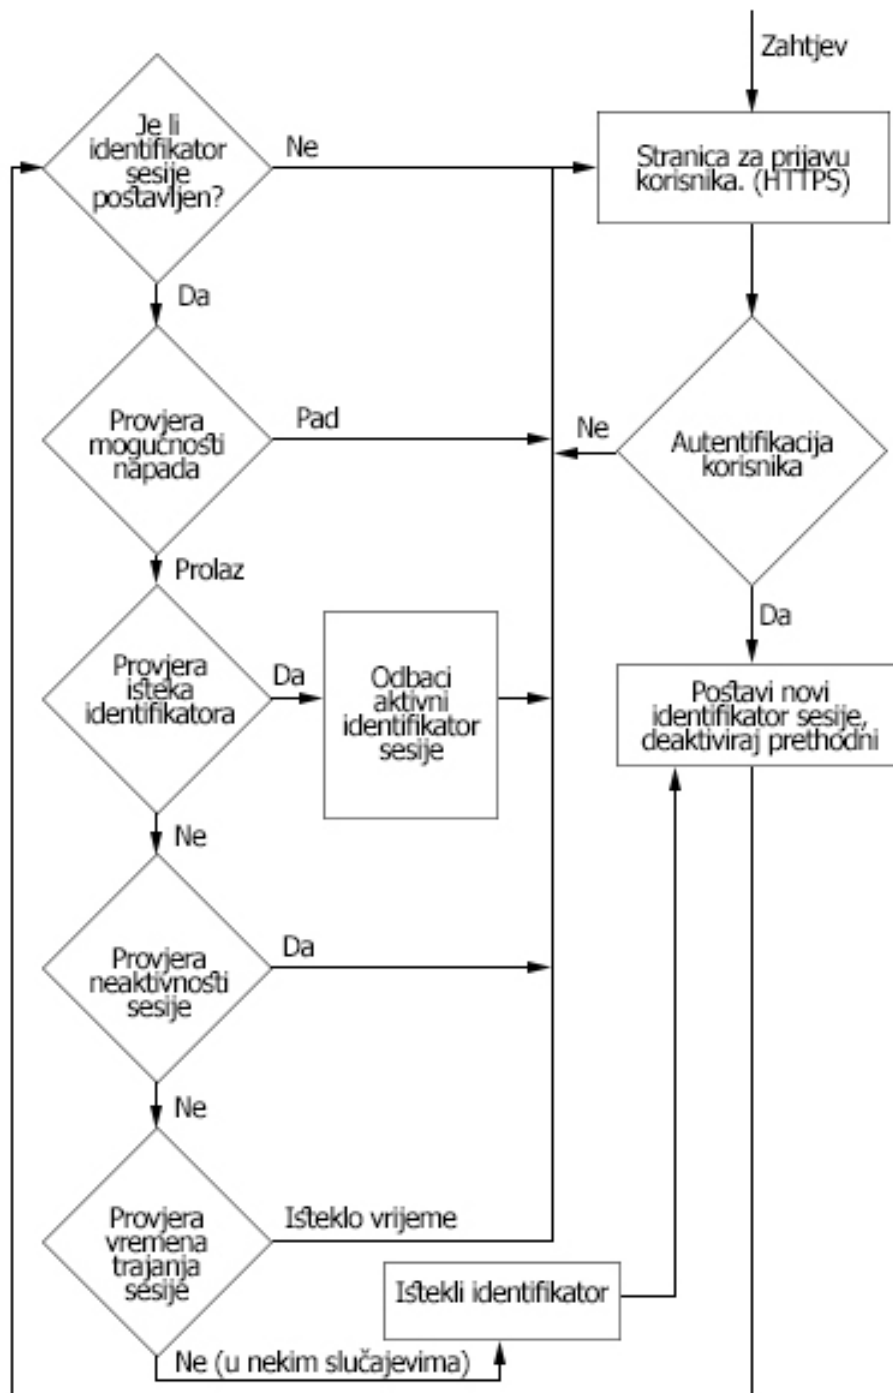 Zahtjev
Je li
identifikator
sesije
postavljen?
Ne
Stranica za prijavu
korisnika. (HTTPS)
Da
Provjera
mogućnosti
napada
Pad
Ne
Autentifikacija
korisnika
Prolaz
Da
Provjera
isteka
identifikatora
Da
Odbaci
aktivni
identifikator
sesije
Postavi novi
identifikator sesije,
deaktiviraj prethodni
Ne
Provjera
neaktivnosti
sesije
Da
Ne
Provjera
vremena
trajanja
sesije
Isteklo vrijeme
Istekli identifikator
Ne (u nekim slučajevima)